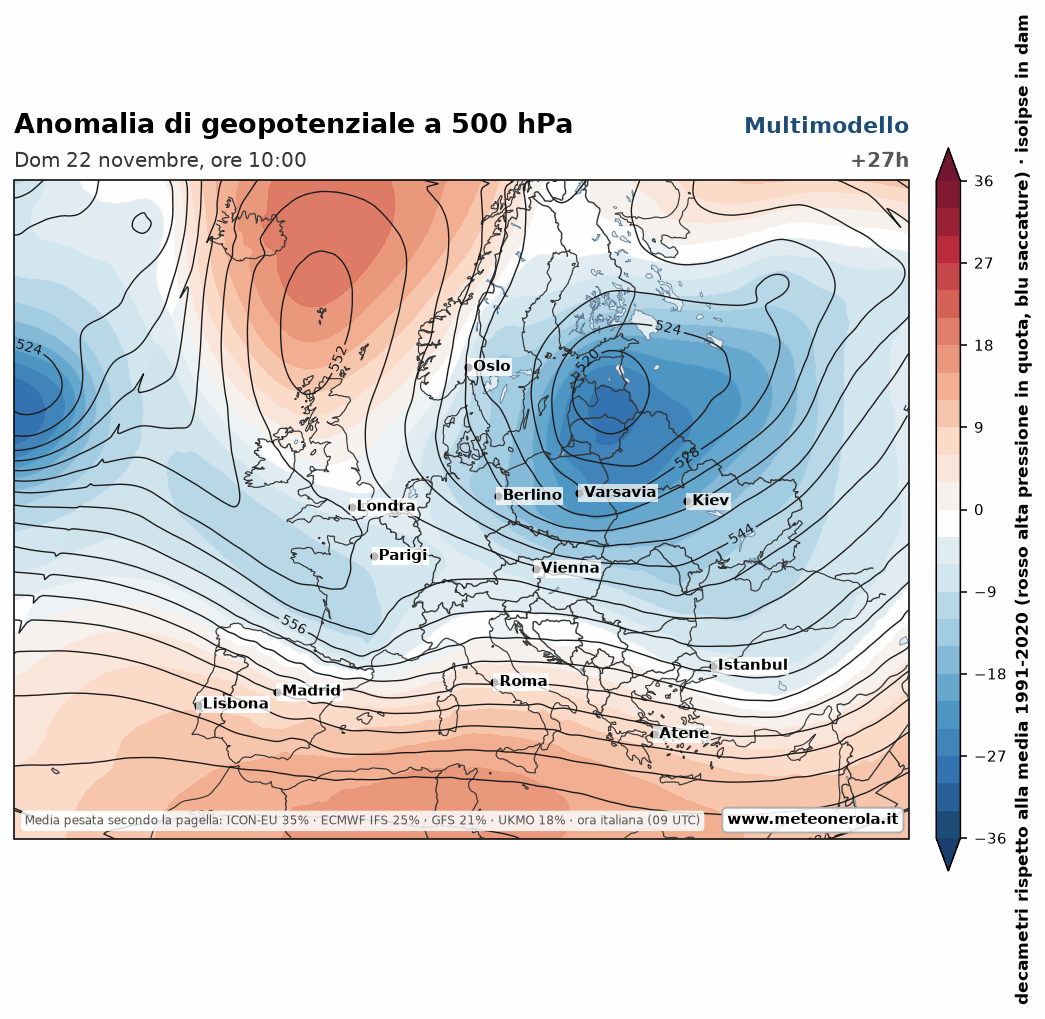 Anomalia di geopotenziale a 500 hPa
Multimodello
Dom 22 novembre, ore 10:00
+27h
524
552
524
520
528
544
556
Oslo
Londra
Berlino
Varsavia
Kiev
Parigi
Vienna
Istanbul
Roma
Madrid
Lisbona
Atene
Media pesata secondo la pagella: ICON-EU 35% · ECMWF IFS 25% · GFS 21% · UKMO 18% · ora italiana (09 UTC)
www.meteonerola.it
36
27
18
9
0
−9
−18
−27
−36
decametri rispetto alla media 1991-2020 (rosso alta pressione in quota, blu saccature) · isoipse in dam